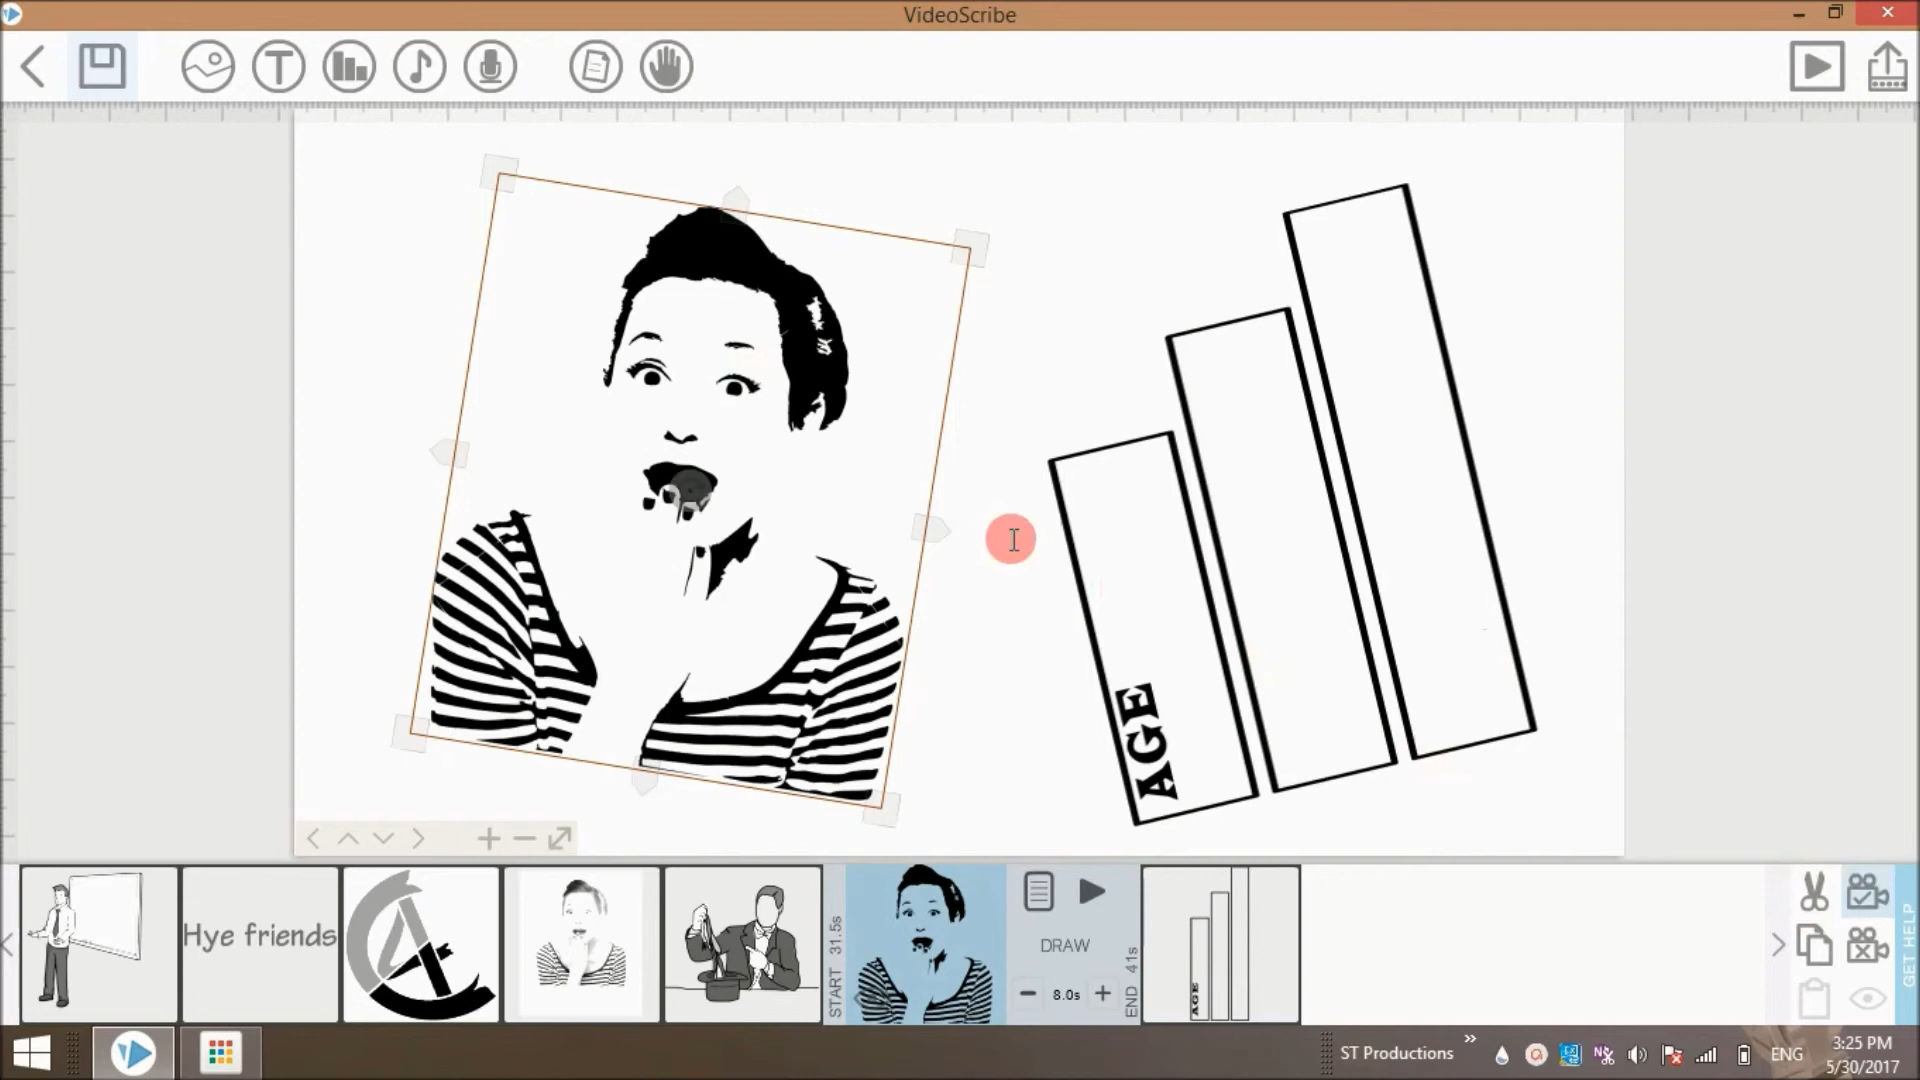 VideoScribe
AGE
Hye friends
START 31.5s
DRAW
8.0s
END 41s
AGE
GET HELP
ST Productions
ENG
3:25 PM
5/30/2017